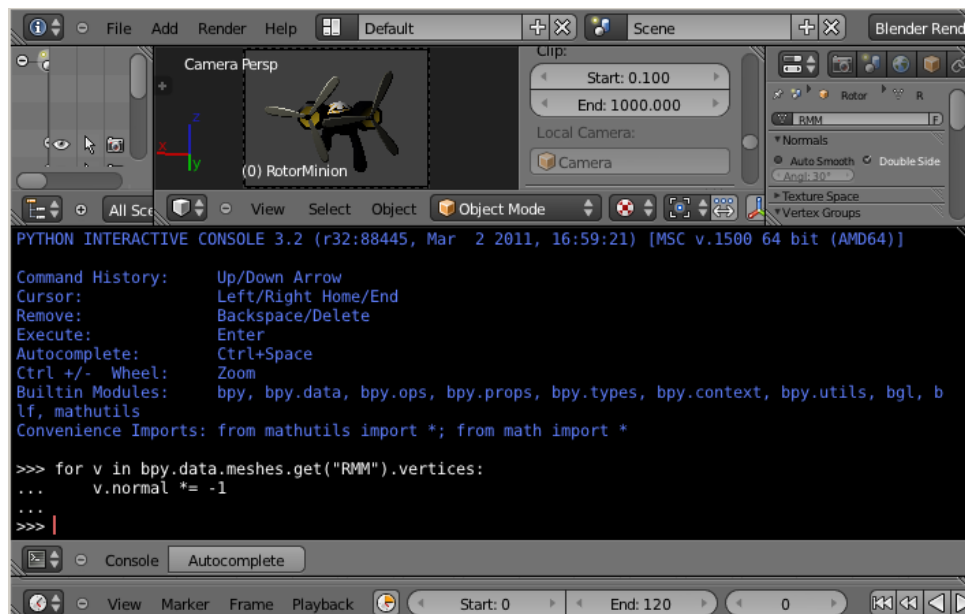 File Add Render Help Default Scene Blender Rend
Camera Persp
z
x
y
(0) RotorMinion
Clip:
Start: 0.100
End: 1000.000
Local Camera:
Camera
Rotor R
RMM F
Normals
Auto Smooth Double Side
Angl: 30°
Texture Space
Vertex Groups
All Sce View Select Object Object Mode
PYTHON INTERACTIVE CONSOLE 3.2 (r32:88445, Mar  2 2011, 16:59:21) [MSC v.1500 64 bit (AMD64)]
Command History:     Up/Down Arrow
Cursor:              Left/Right Home/End
Remove:              Backspace/Delete
Execute:             Enter
Autocomplete:        Ctrl+Space
Ctrl +/-  Wheel:     Zoom
Builtin Modules:     bpy, bpy.data, bpy.ops, bpy.props, bpy.types, bpy.context, bpy.utils, bgl, b
lf, mathutils
Convenience Imports: from mathutils import *; from math import *
>>> for v in bpy.data.meshes.get("RMM").vertices:
...     v.normal *= -1
...
>>>
Console Autocomplete
View Marker Frame Playback Start: 0 End: 120 0